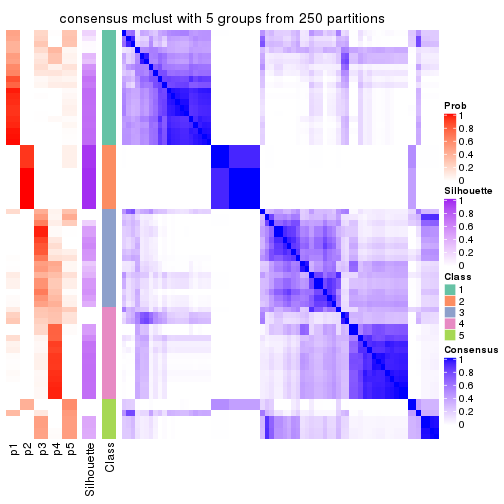 consensus mclust with 5 groups from 250 partitions
Prob
1
0.8
0.6
0.4
0.2
0
Silhouette
1
0.8
0.6
0.4
0.2
0
Class
1
2
3
4
5
Consensus
1
0.8
0.6
0.4
0.2
0
p1
p2
p3
p4
p5
Silhouette
Class